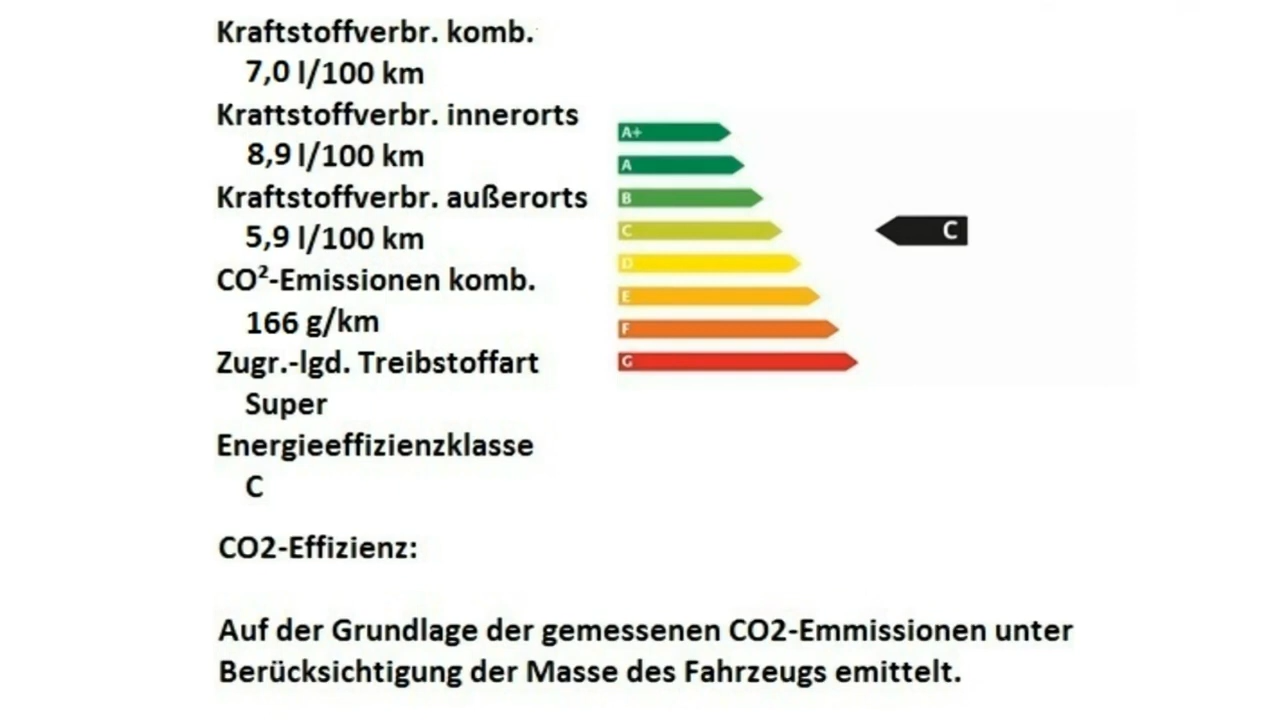 Kraftstoffverbr. komb.
7,0 l/100 km
Krattstoffverbr. innerorts
8,9 l/100 km
Kraftstoffverbr. außerorts
5,9 l/100 km
CO²-Emissionen komb.
166 g/km
Zugr.-lgd. Treibstoffart
Super
Energieeffizienzklasse
C
A+
A
B
C
D
E
F
G
C
CO2-Effizienz:
Auf der Grundlage der gemessenen CO2-Emmissionen unter
Berücksichtigung der Masse des Fahrzeugs emittelt.